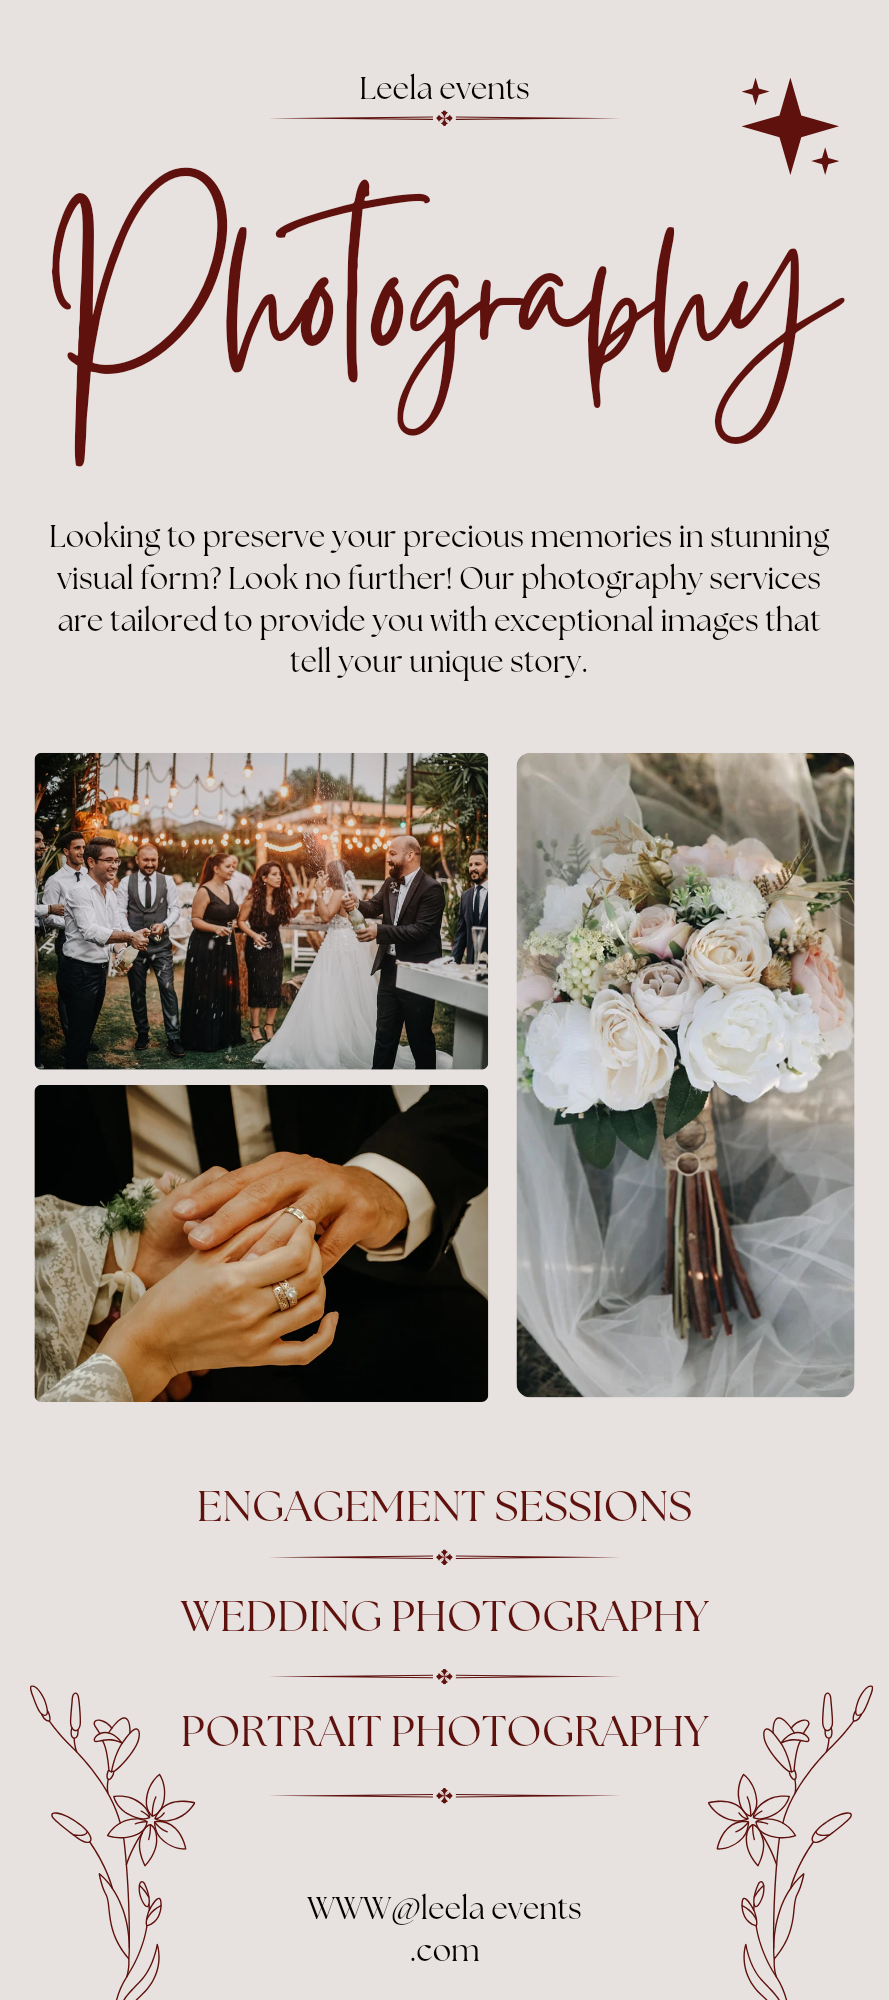 Leela events
Photography
Looking to preserve your precious memories in stunning
visual form? Look no further! Our photography services
are tailored to provide you with exceptional images that
tell your unique story.
ENGAGEMENT SESSIONS
WEDDING PHOTOGRAPHY
PORTRAIT PHOTOGRAPHY
WWW@leela events
.com